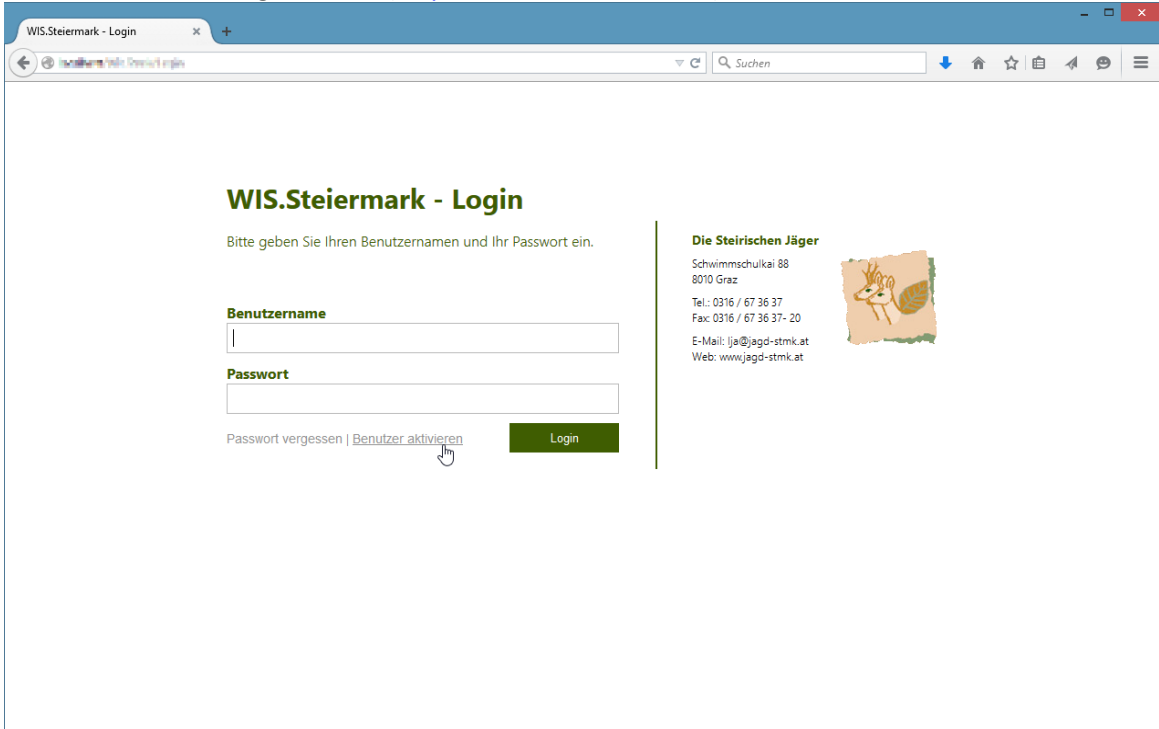 WIS.Steiermark - Login
Suchen
WIS.Steiermark - Login
Bitte geben Sie Ihren Benutzernamen und Ihr Passwort ein.
Benutzername
Passwort
Passwort vergessen | Benutzer aktivieren
Login
Die Steirischen Jäger
Schwimmschulkai 88
8010 Graz
Tel.: 0316 / 67 36 37
Fax: 0316 / 67 36 37- 20
E-Mail: lja@jagd-stmk.at
Web: www.jagd-stmk.at